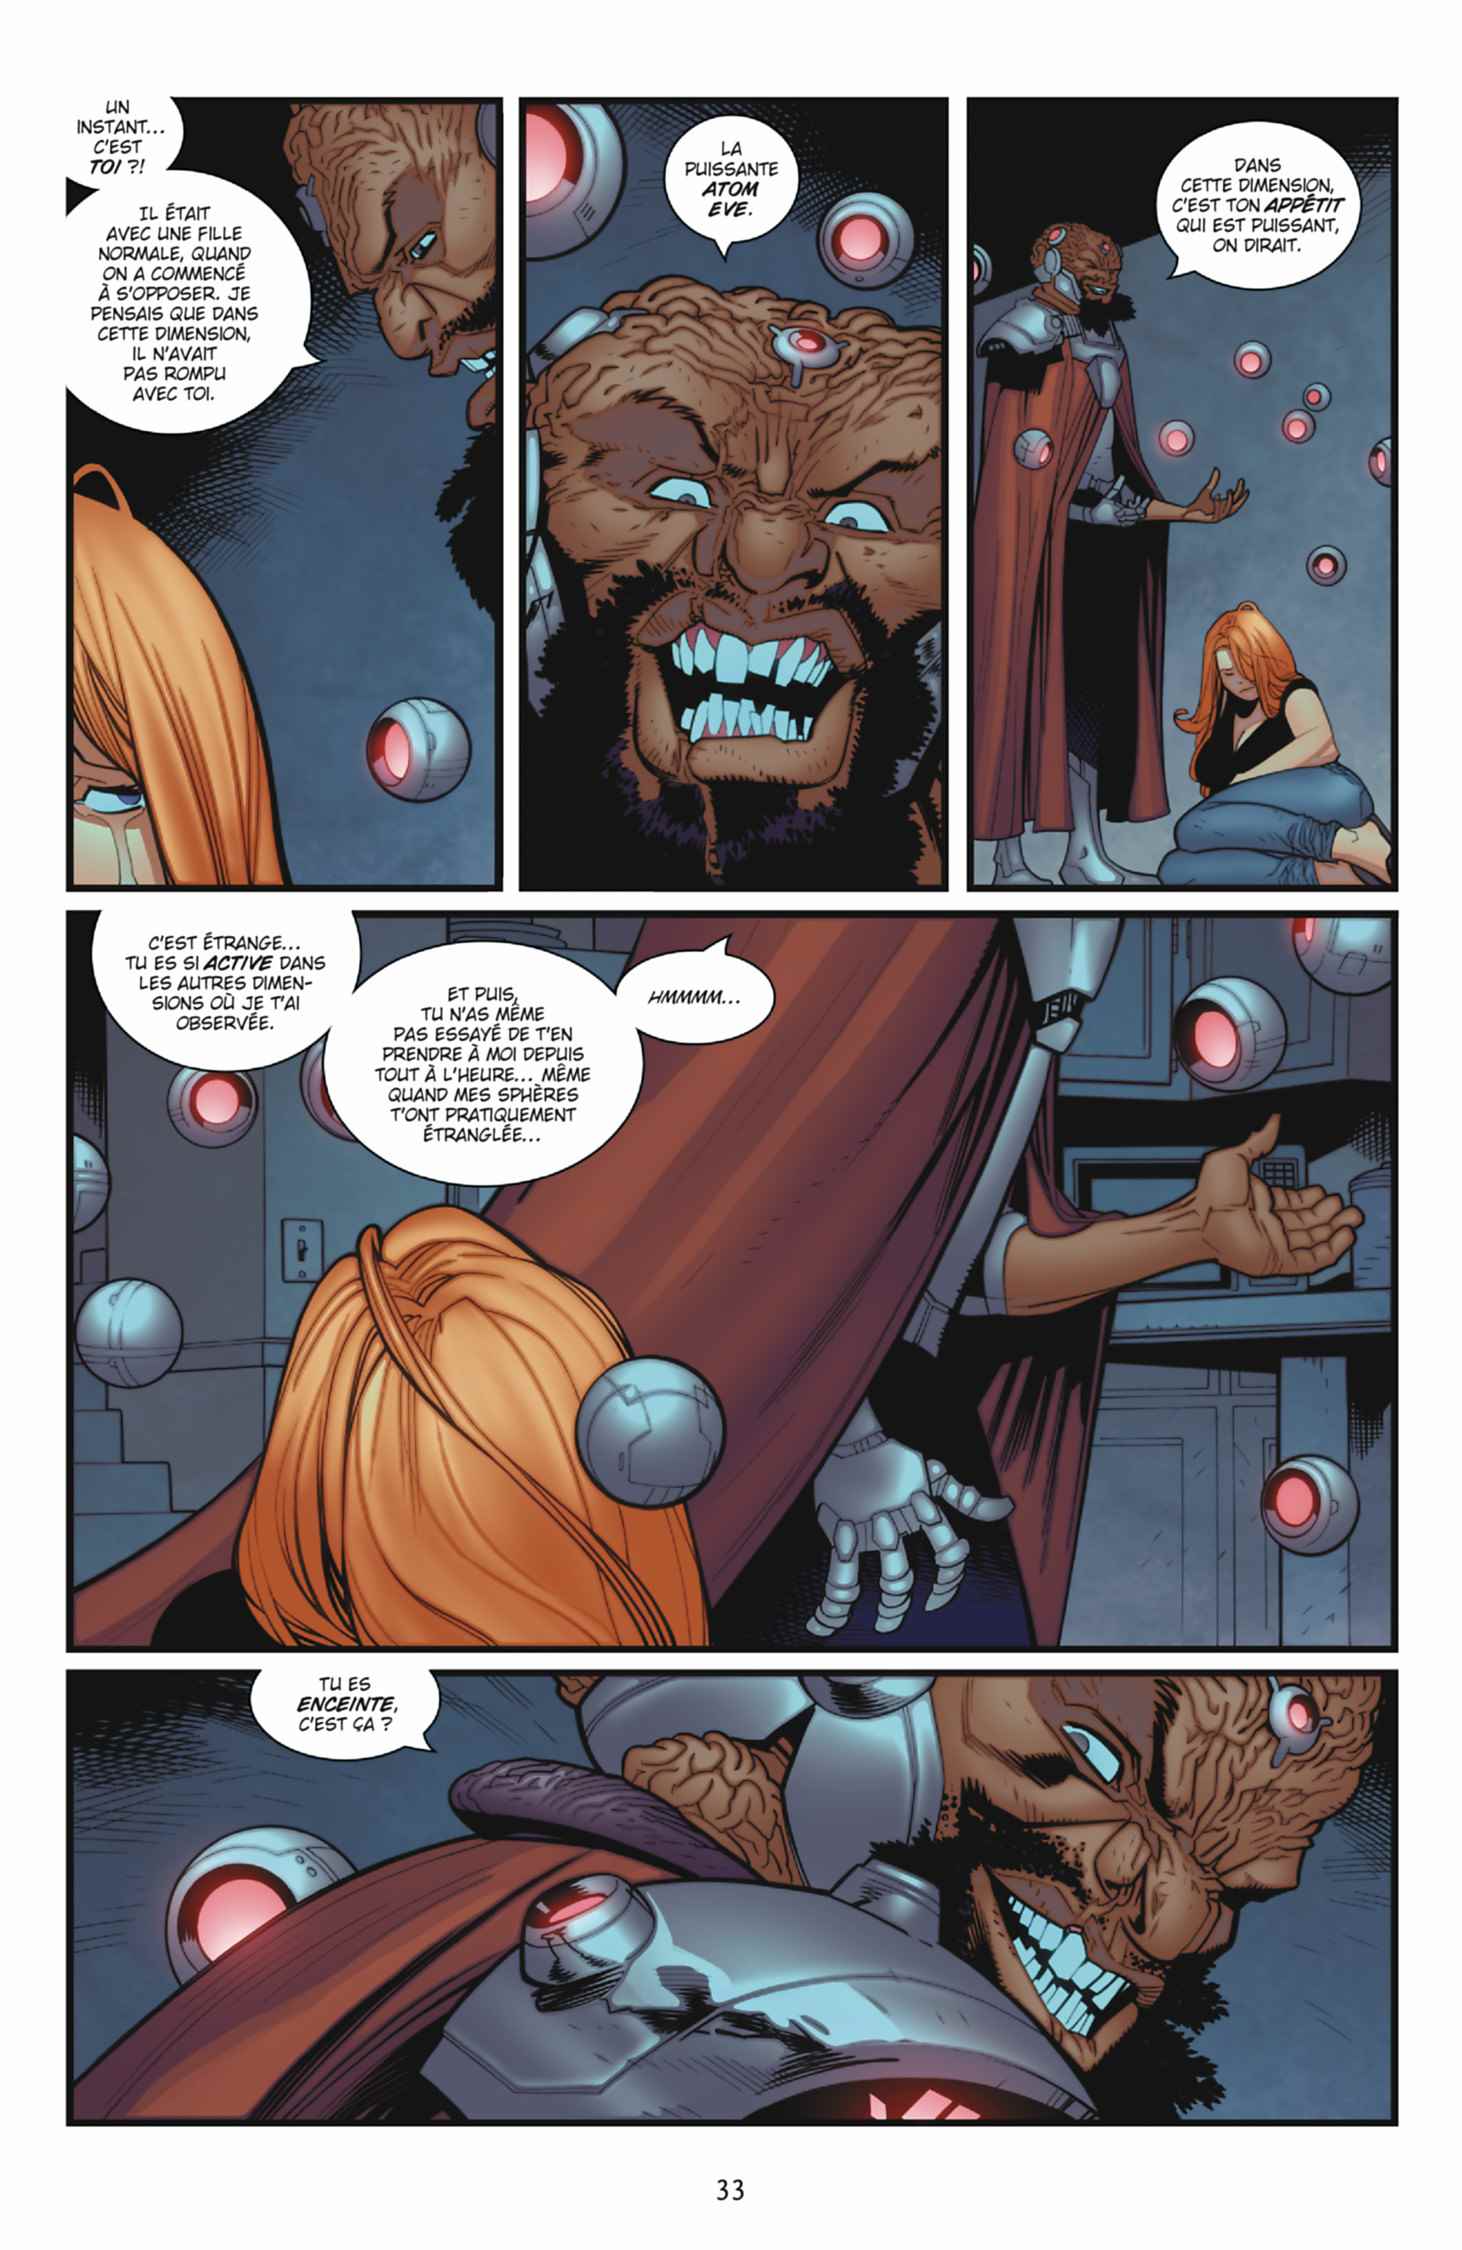 UN
INSTANT...
C'EST
TOI ?!
IL ÉTAIT
AVEC UNE FILLE
NORMALE, QUAND
ON A COMMENCÉ
À S'OPPOSER. JE
PENSAIS QUE DANS
CETTE DIMENSION,
IL N'AVAIT
PAS ROMPU
AVEC TOI.
LA
PUISSANTE
ATOM
EVE.
DANS
CETTE DIMENSION,
C'EST TON APPÉTIT
QUI EST PUISSANT,
ON DIRAIT.
C'EST ÉTRANGE...
TU ES SI ACTIVE DANS
LES AUTRES DIMEN-
SIONS OÙ JE T'AI
OBSERVÉE.
ET PUIS,
TU N'AS MÊME
PAS ESSAYÉ DE T'EN
PRENDRE À MOI DEPUIS
TOUT À L'HEURE... MÊME
QUAND MES SPHÈRES
T'ONT PRATIQUEMENT
ÉTRANGLÉE...
HMMMM...
TU ES
ENCEINTE,
C'EST ÇA ?
33